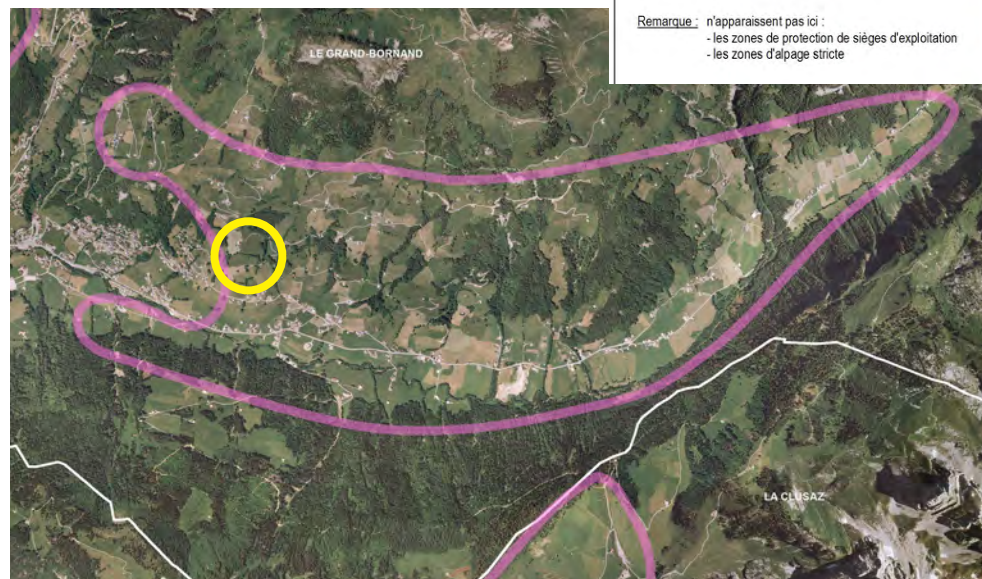 Remarque : n'apparaissent pas ici :
- les zones de protection de sièges d'exploitation
- les zones d'alpage stricte
LE GRAND-BORNAND
LA CLUSAZ